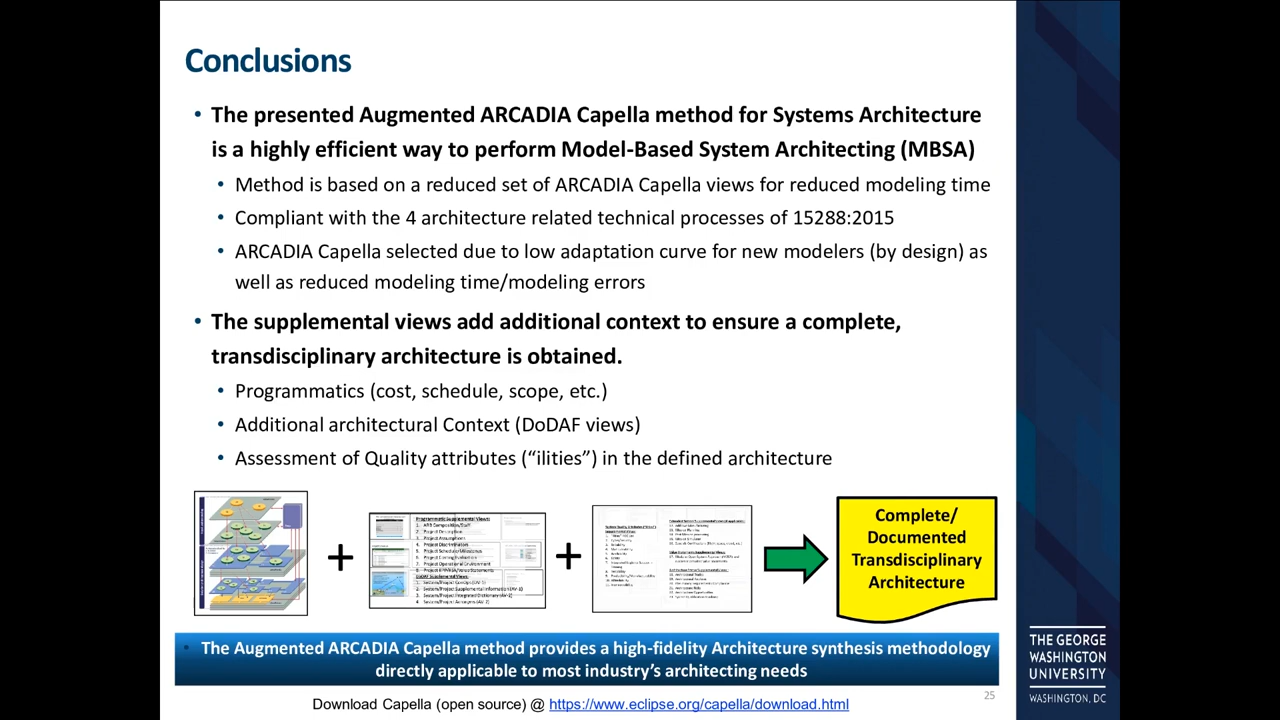 Conclusions
• The presented Augmented ARCADIA Capella method for Systems Architecture
is a highly efficient way to perform Model-Based System Architecting (MBSA)
• Method is based on a reduced set of ARCADIA Capella views for reduced modeling time
• Compliant with the 4 architecture related technical processes of 15288:2015
• ARCADIA Capella selected due to low adaptation curve for new modelers (by design) as
well as reduced modeling time/modeling errors
• The supplemental views add additional context to ensure a complete,
transdisciplinary architecture is obtained.
• Programmatics (cost, schedule, scope, etc.)
• Additional architectural Context (DoDAF views)
• Assessment of Quality attributes (“ilities”) in the defined architecture
+
Programmatic Supplemental Views:
+
Complete/
Documented
Transdisciplinary
Architecture
• The Augmented ARCADIA Capella method provides a high-fidelity Architecture synthesis methodology
directly applicable to most industry’s architecting needs
Download Capella (open source) @ https://www.eclipse.org/capella/download.html
25
THE GEORGE
WASHINGTON
UNIVERSITY
WASHINGTON, DC